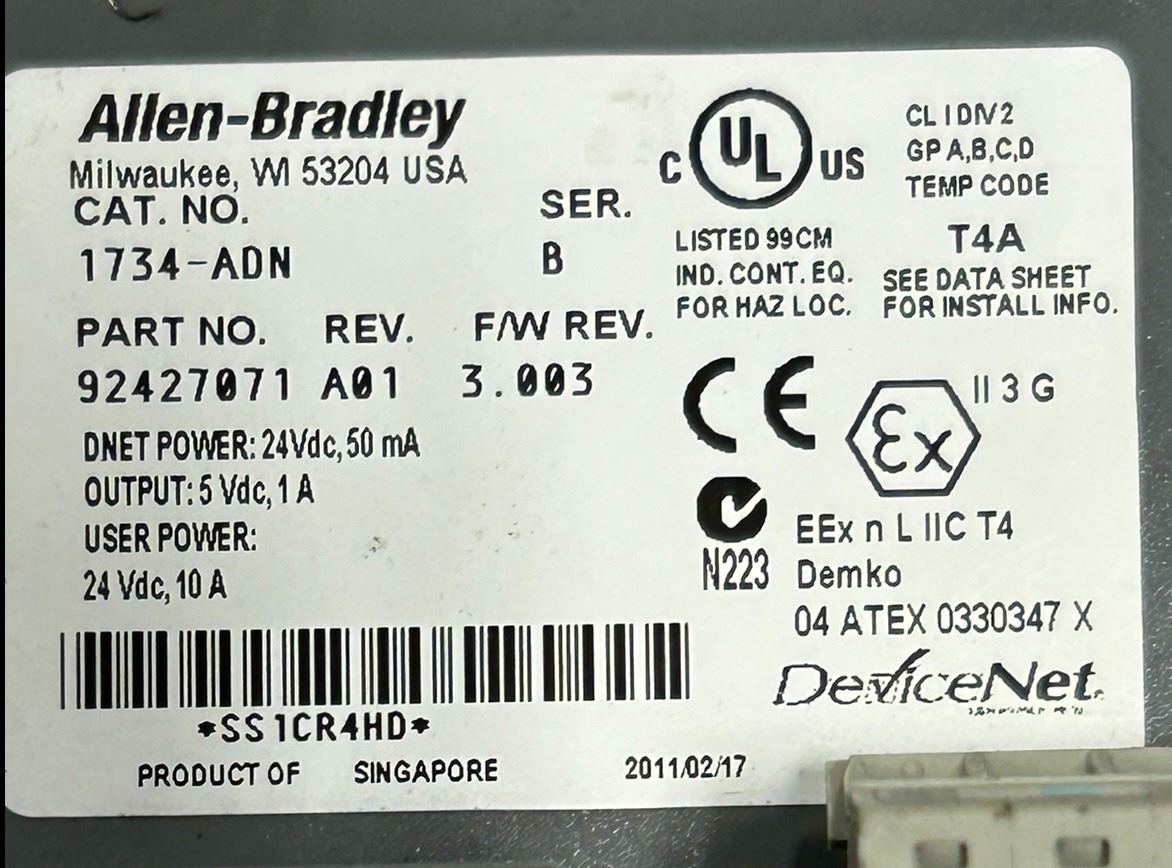 Allen-Bradley
Milwaukee, WI 53204 USA
CAT. NO. SER.
1734-ADN B
PART NO. REV. F/W REV.
92427071 A01 3.003
DNET POWER: 24Vdc, 50 mA
OUTPUT: 5 Vdc, 1 A
USER POWER:
24 Vdc, 10 A
*SS1CR4HD*
PRODUCT OF SINGAPORE 2011/02/17
C UL US
LISTED 99CM
IND. CONT. EQ.
FOR HAZ LOC.
CL I DIV 2
GP A,B,C,D
TEMP CODE
T4A
SEE DATA SHEET
FOR INSTALL INFO.
CE
Ex II 3 G
N223
EEx n L IIC T4
Demko
04 ATEX 0330347 X
DeviceNet